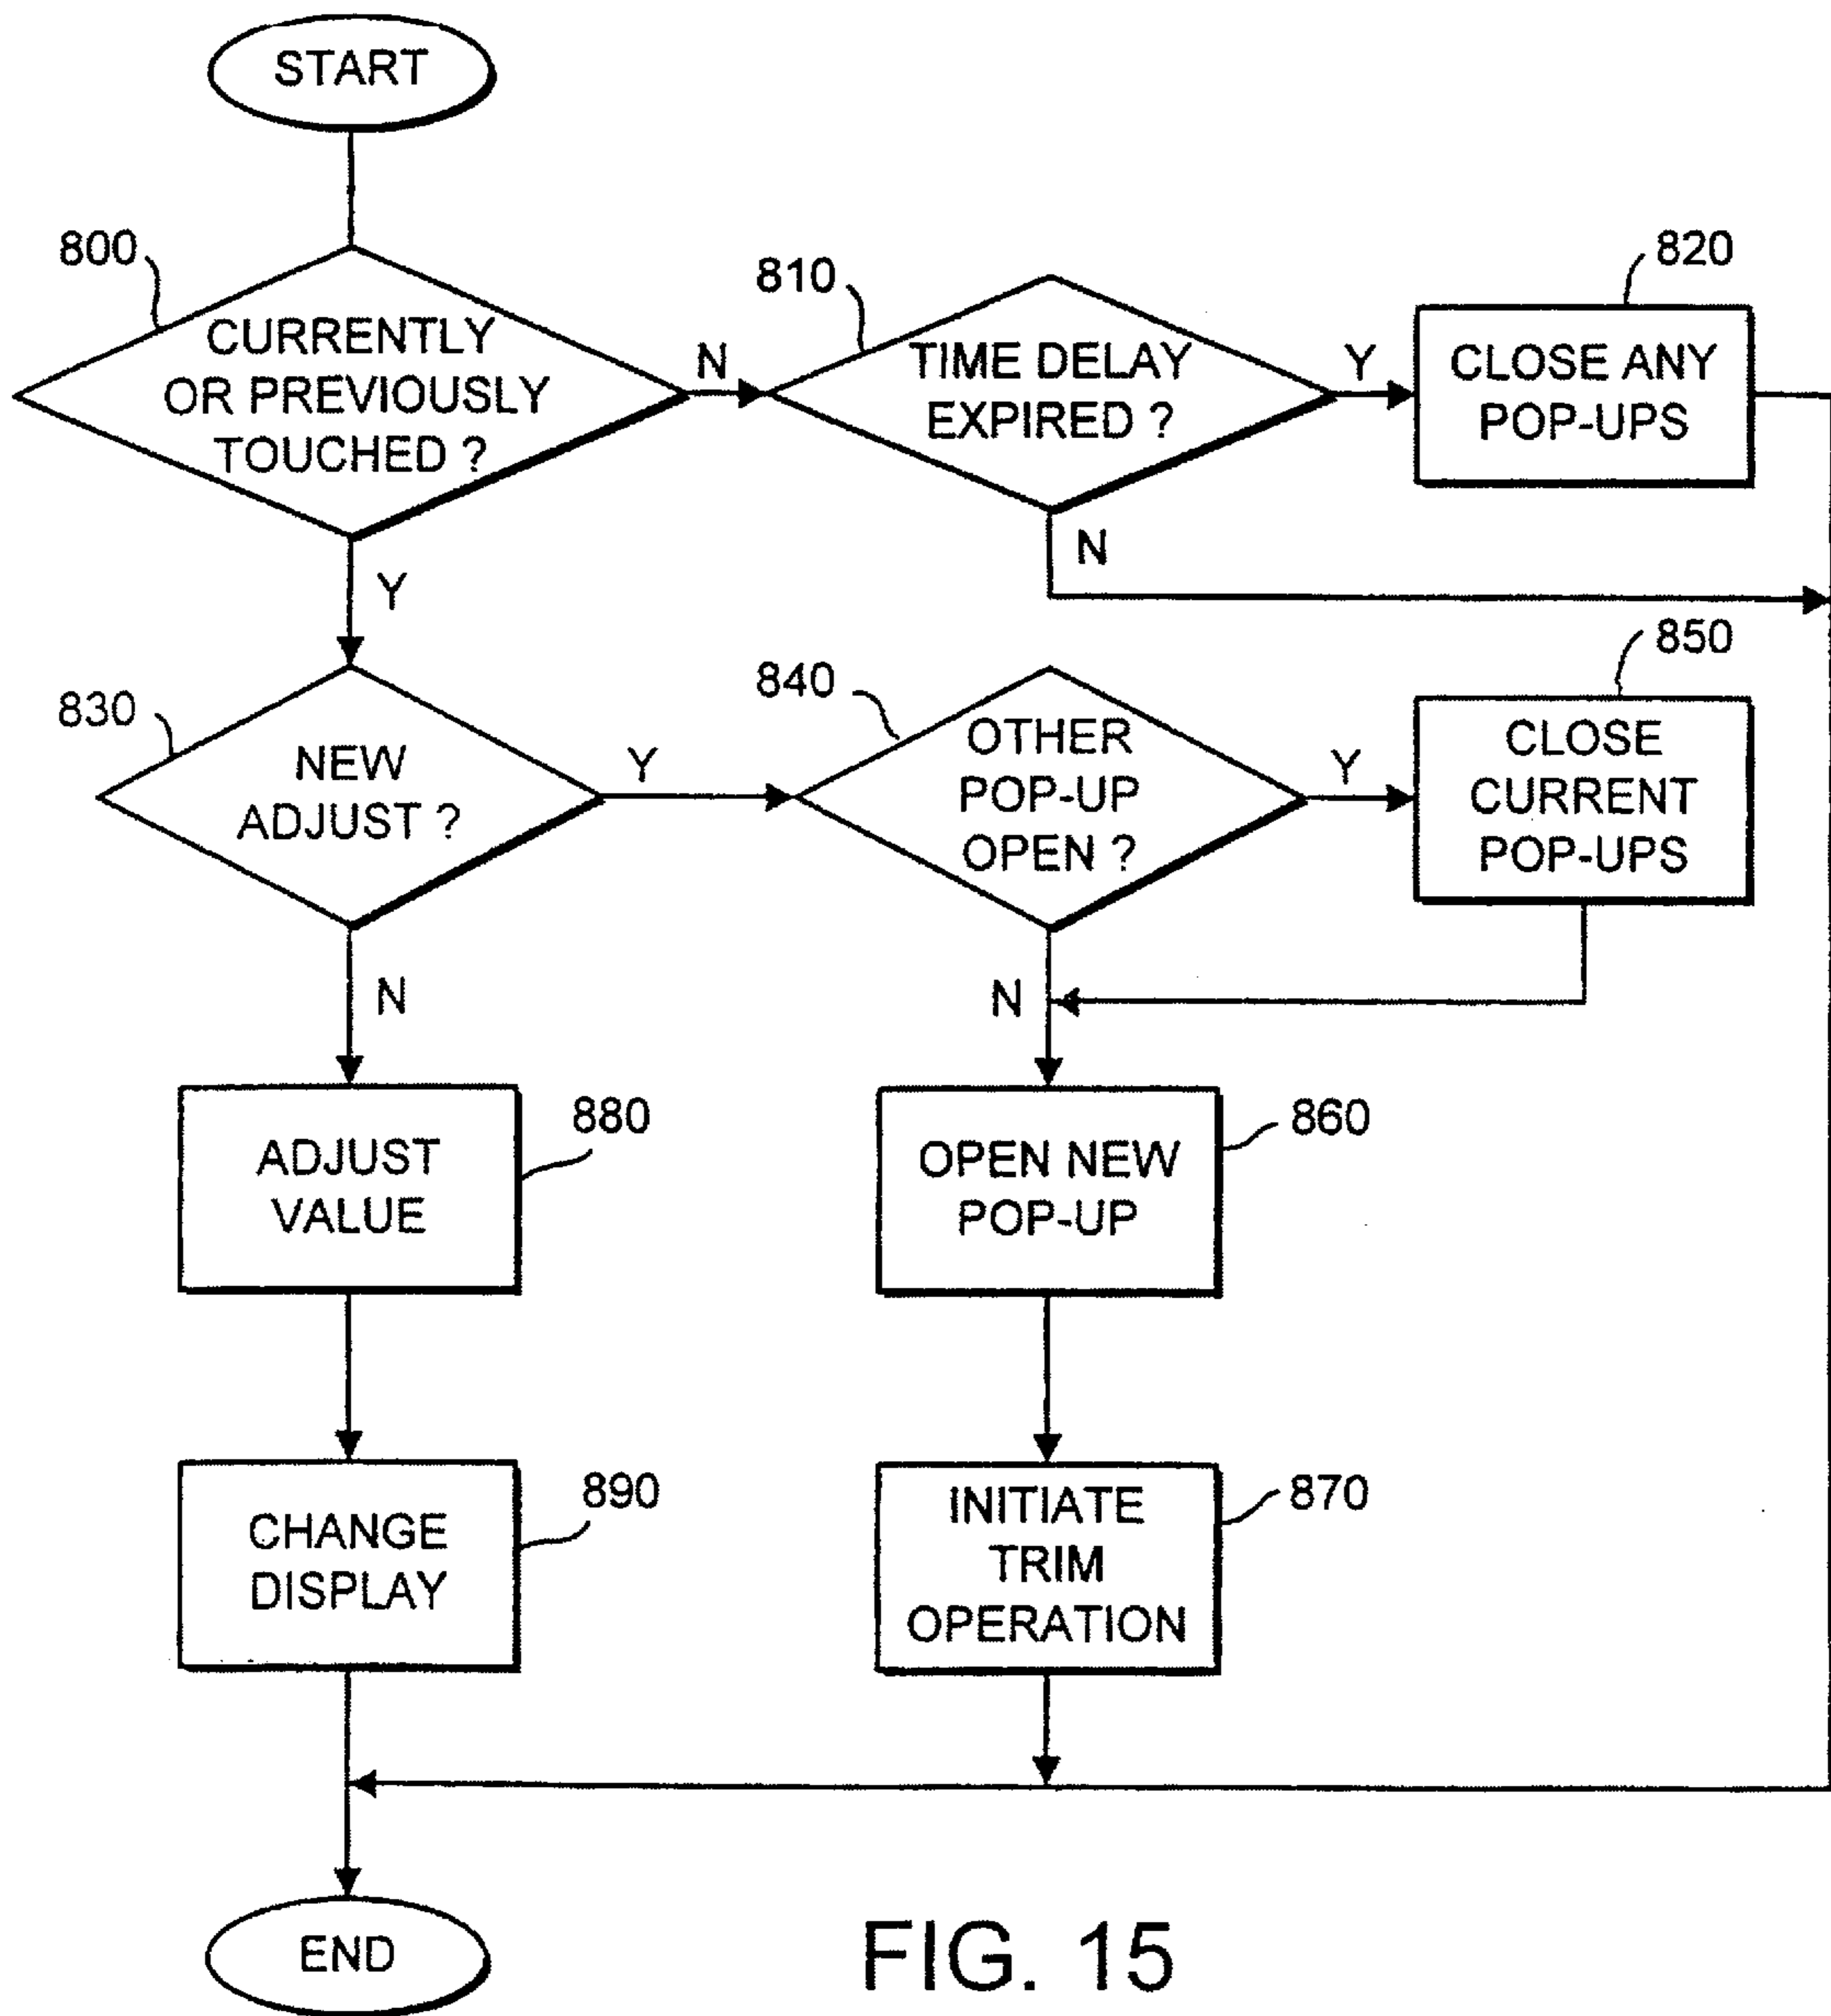 START
800
CURRENTLY
OR PREVIOUSLY
TOUCHED ?
N
810
TIME DELAY
EXPIRED ?
Y
820
CLOSE ANY
POP-UPS
N
Y
830
NEW
ADJUST ?
Y
840
OTHER
POP-UP
OPEN ?
Y
850
CLOSE
CURRENT
POP-UPS
N
N
880
ADJUST
VALUE
860
OPEN NEW
POP-UP
890
CHANGE
DISPLAY
870
INITIATE
TRIM
OPERATION
END
FIG. 15